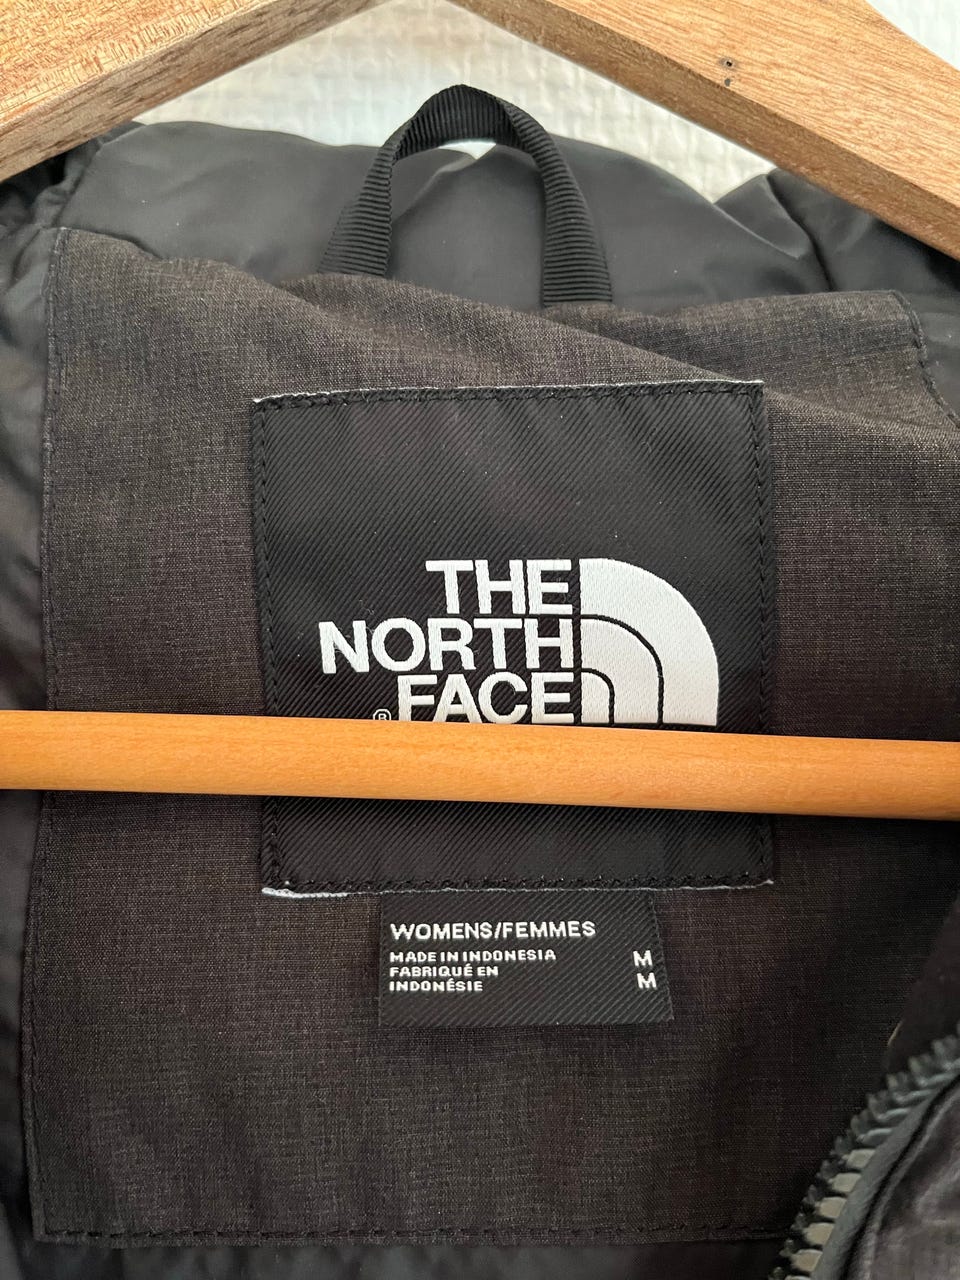 THE
NORTH
® FACE
WOMENS/FEMMES
MADE IN INDONESIA M
FABRIQUÉ EN
INDONÉSIE M